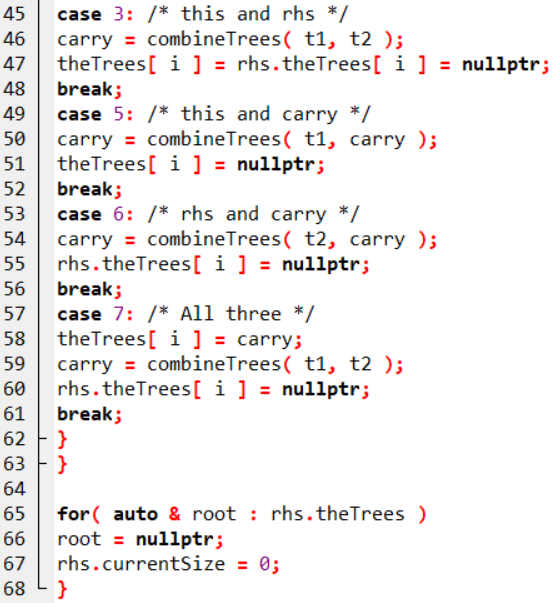 45 case 3: /* this and rhs */
46 carry = combineTrees( t1, t2 );
47 theTrees[ i ] = rhs.theTrees[ i ] = nullptr;
48 break;
49 case 5: /* this and carry */
50 carry = combineTrees( t1, carry );
51 theTrees[ i ] = nullptr;
52 break;
53 case 6: /* rhs and carry */
54 carry = combineTrees( t2, carry );
55 rhs.theTrees[ i ] = nullptr;
56 break;
57 case 7: /* All three */
58 theTrees[ i ] = carry;
59 carry = combineTrees( t1, t2 );
60 rhs.theTrees[ i ] = nullptr;
61 break;
62 }
63 }
64
65 for( auto & root : rhs.theTrees )
66 root = nullptr;
67 rhs.currentSize = 0;
68 }